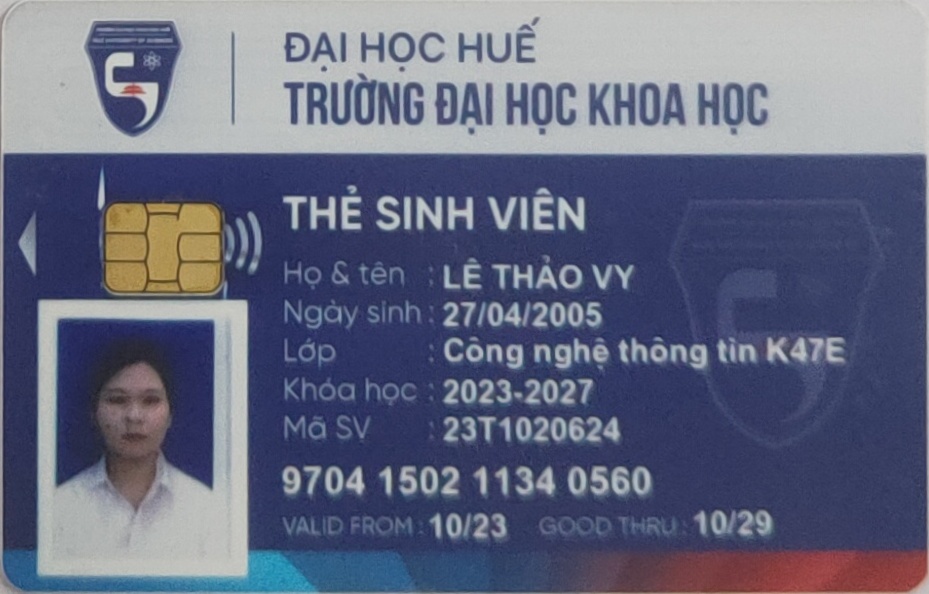 ĐẠI HỌC HUẾ
TRƯỜNG ĐẠI HỌC KHOA HỌC
THẺ SINH VIÊN
Họ & tên : LÊ THẢO VY
Ngày sinh : 27/04/2005
Lớp : Công nghệ thông tin K47E
Khóa học : 2023-2027
Mã SV : 23T1020624
9704 1502 1134 0560
VALID FROM : 10/23 GOOD THRU : 10/29